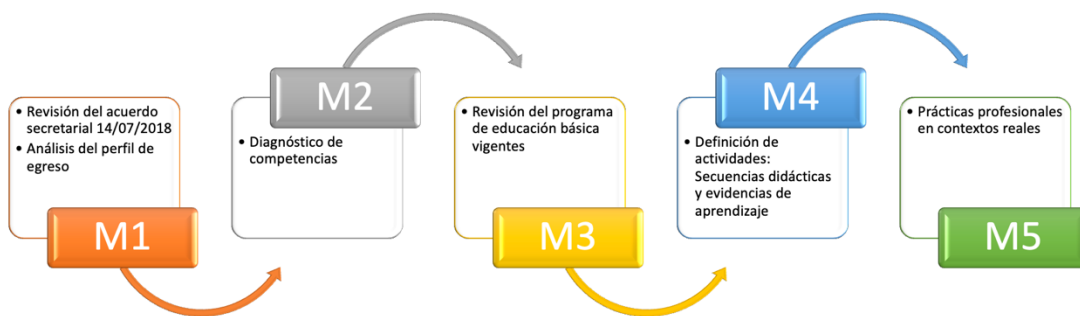 • Revisión del acuerdo
secretarial 14/07/2018
• Análisis del perfil de
egreso
M1
M2
• Diagnóstico de
competencias
• Revisión del programa
de educación básica
vigentes
M3
M4
• Definición de
actividades:
Secuencias didácticas
y evidencias de
aprendizaje
• Prácticas profesionales
en contextos reales
M5